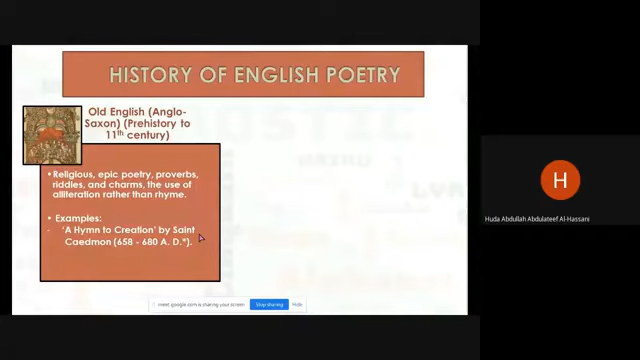 HISTORY OF ENGLISH POETRY
Old English (Anglo-
Saxon) (Prehistory to
11th century)
•Religious, epic poetry, proverbs,
riddles, and charms, the use of
alliteration rather than rhyme.
• Examples:
- 'A Hymn to Creation' by Saint
Caedmon (658 - 680 A. D.*).
meet.google.com is sharing your screen
Stop sharing
Hide
H
Huda Abdullah Abdulateef Al-Hassani